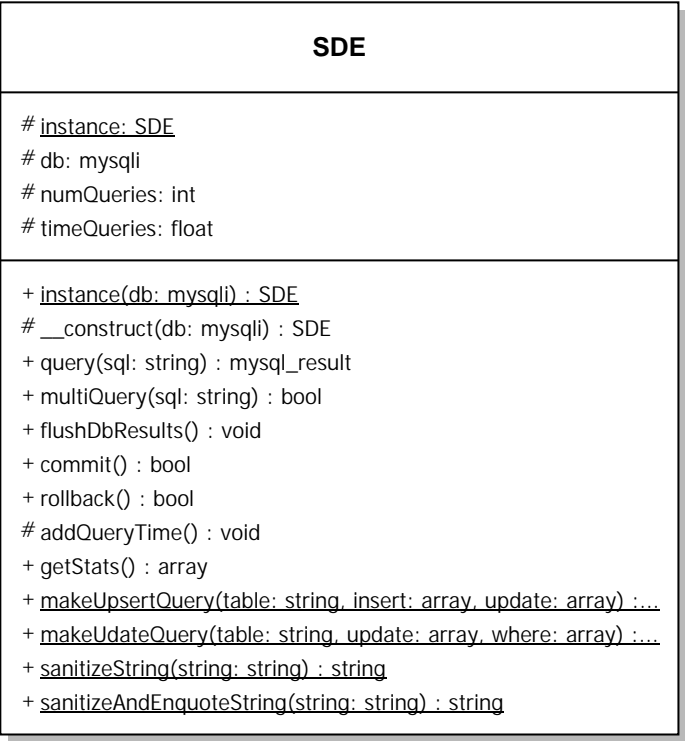 SDE
# instance: SDE
# db: mysqli
# numQueries: int
# timeQueries: float
+ instance(db: mysqli) : SDE
# __construct(db: mysqli) : SDE
+ query(sql: string) : mysql_result
+ multiQuery(sql: string) : bool
+ flushDbResults() : void
+ commit() : bool
+ rollback() : bool
# addQueryTime() : void
+ getStats() : array
+ makeUpsertQuery(table: string, insert: array, update: array) :...
+ makeUdateQuery(table: string, update: array, where: array) :...
+ sanitizeString(string: string) : string
+ sanitizeAndEnquoteString(string: string) : string